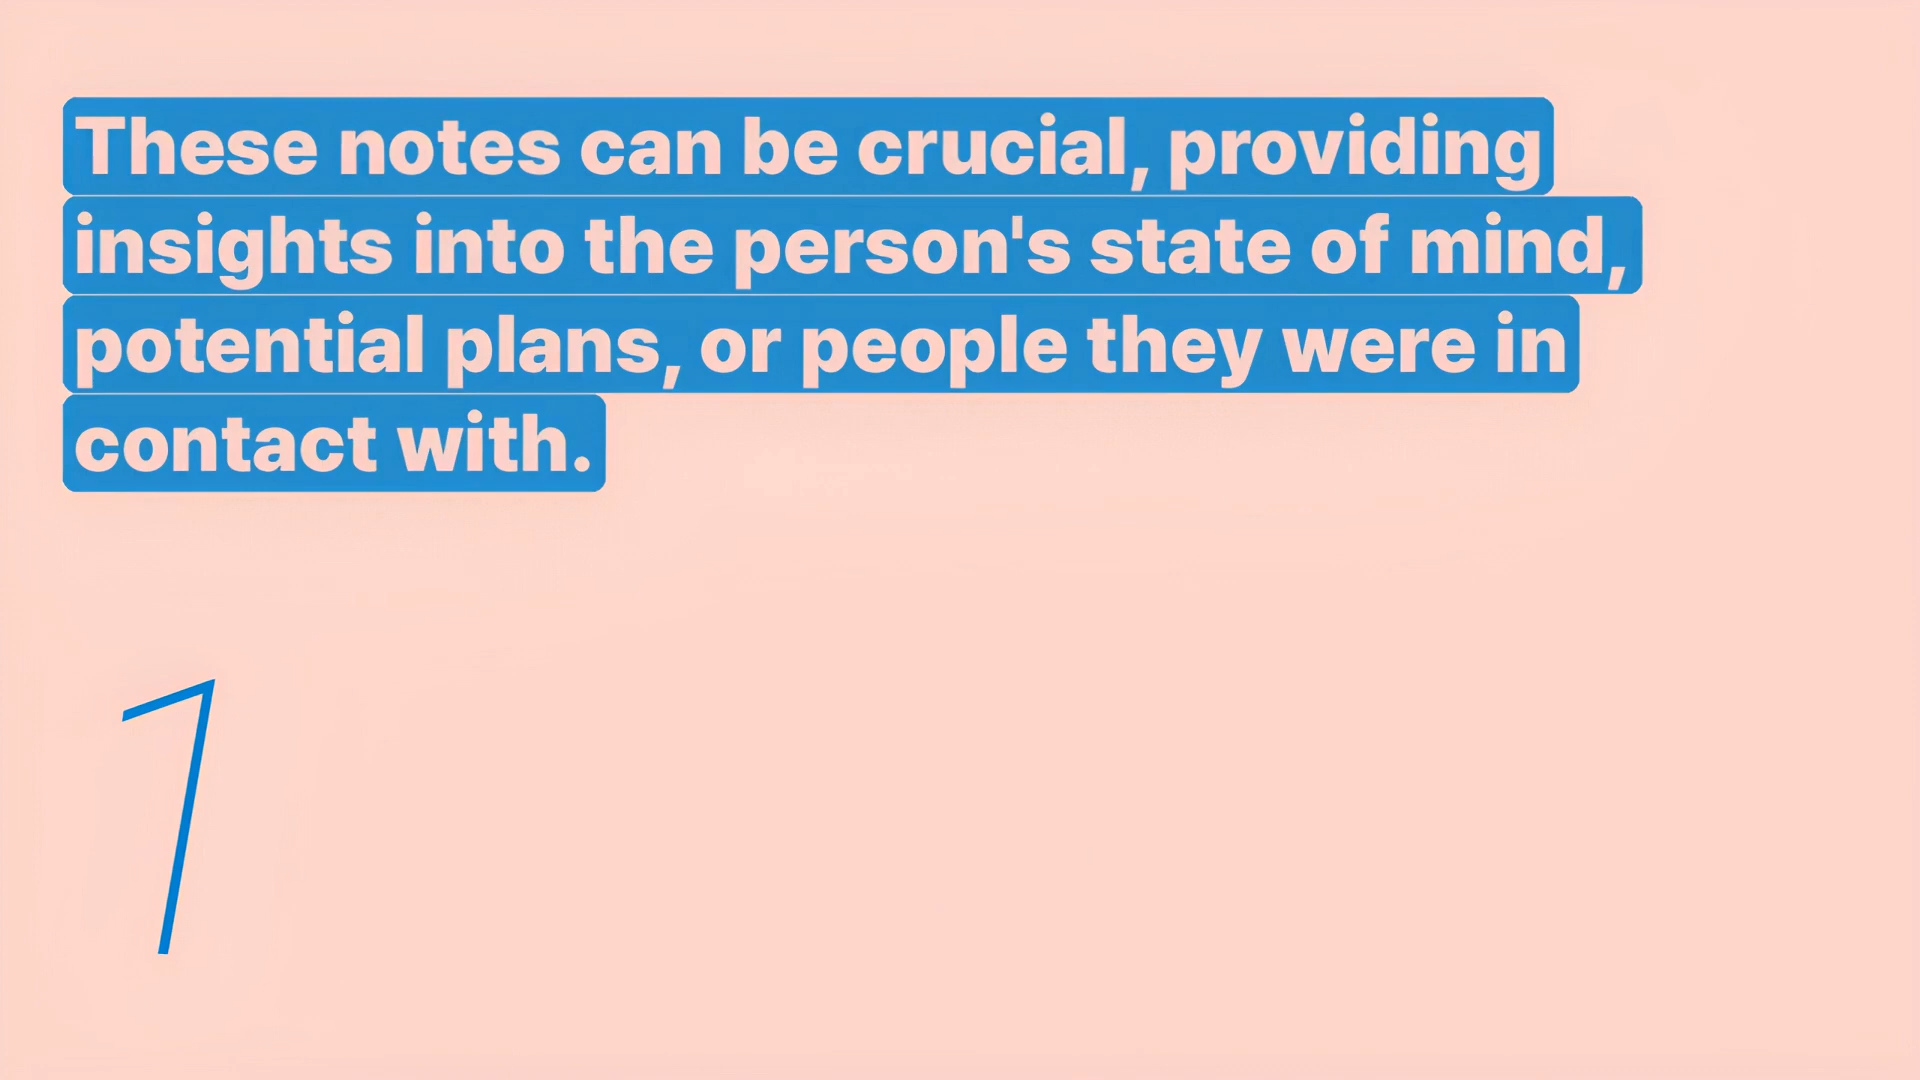 These notes can be crucial, providing
insights into the person's state of mind,
potential plans, or people they were in
contact with.
1